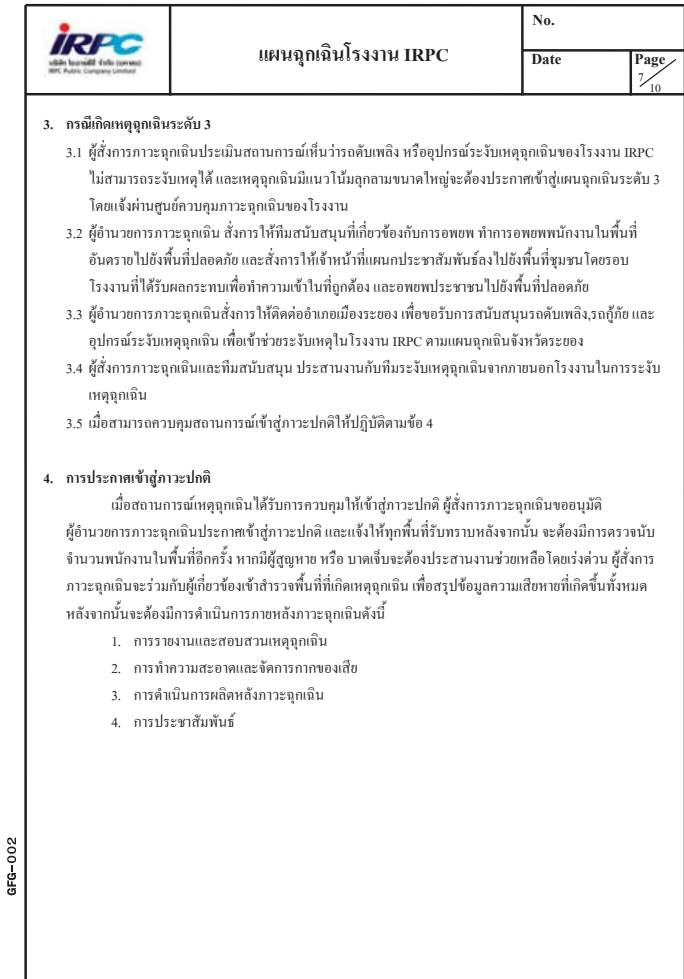 IRPC
บริษัท ไออาร์พีซี จำกัด (มหาชน)
IRPC Public Company Limited
แผนฉุกเฉินโรงงาน IRPC
No.
Date
Page
7/10
3. กรณีเกิดเหตุฉุกเฉินระดับ 3
3.1 ผู้สั่งการภาวะฉุกเฉินประเมินสถานการณ์เห็นว่ารถดับเพลิง หรืออุปกรณ์ระงับเหตุฉุกเฉินของโรงงาน IRPC
ไม่สามารถระงับเหตุได้ และเหตุฉุกเฉินมีแนวโน้มลุกลามขนาดใหญ่จะต้องประกาศเข้าสู่แผนฉุกเฉินระดับ 3
โดยแจ้งผ่านศูนย์ควบคุมภาวะฉุกเฉินของโรงงาน
3.2 ผู้อำนวยการภาวะฉุกเฉิน สั่งการให้ทีมสนับสนุนที่เกี่ยวข้องกับการอพยพ ทำการอพยพพนักงานในพื้นที่
อันตรายไปยังพื้นที่ปลอดภัย และสั่งการให้เจ้าหน้าที่แผนกประชาสัมพันธ์ลงไปยังพื้นที่ชุมชนโดยรอบ
โรงงานที่ได้รับผลกระทบเพื่อทำความเข้าในที่ถูกต้อง และอพยพประชาชนไปยังพื้นที่ปลอดภัย
3.3 ผู้อำนวยการภาวะฉุกเฉินสั่งการให้ติดต่ออำเภอเมืองระยอง เพื่อขอรับการสนับสนุนรถดับเพลิง,รถกู้ภัย และ
อุปกรณ์ระงับเหตุฉุกเฉิน เพื่อเข้าช่วยระงับเหตุในโรงงาน IRPC ตามแผนฉุกเฉินจังหวัดระยอง
3.4 ผู้สั่งการภาวะฉุกเฉินและทีมสนับสนุน ประสานงานกับทีมระงับเหตุฉุกเฉินจากภายนอกโรงงานในการระงับ
เหตุฉุกเฉิน
3.5 เมื่อสามารถควบคุมสถานการณ์เข้าสู่ภาวะปกติให้ปฏิบัติตามข้อ 4
4. การประกาศเข้าสู่ภาวะปกติ
เมื่อสถานการณ์เหตุฉุกเฉินได้รับการควบคุมให้เข้าสู่ภาวะปกติ ผู้สั่งการภาวะฉุกเฉินขออนุมัติ
ผู้อำนวยการภาวะฉุกเฉินประกาศเข้าสู่ภาวะปกติ และแจ้งให้ทุกพื้นที่รับทราบหลังจากนั้น จะต้องมีการตรวจนับ
จำนวนพนักงานในพื้นที่อีกครั้ง หากมีผู้สูญหาย หรือ บาดเจ็บจะต้องประสานงานช่วยเหลือโดยเร่งด่วน ผู้สั่งการ
ภาวะฉุกเฉินจะร่วมกับผู้เกี่ยวข้องเข้าสำรวจพื้นที่ที่เกิดเหตุฉุกเฉิน เพื่อสรุปข้อมูลความเสียหายที่เกิดขึ้นทั้งหมด
หลังจากนั้นจะต้องมีการดำเนินการภายหลังภาวะฉุกเฉินดังนี้
1. การรายงานและสอบสวนเหตุฉุกเฉิน
2. การทำความสะอาดและจัดการกากของเสีย
3. การดำเนินการผลิตหลังภาวะฉุกเฉิน
4. การประชาสัมพันธ์
GFG-002